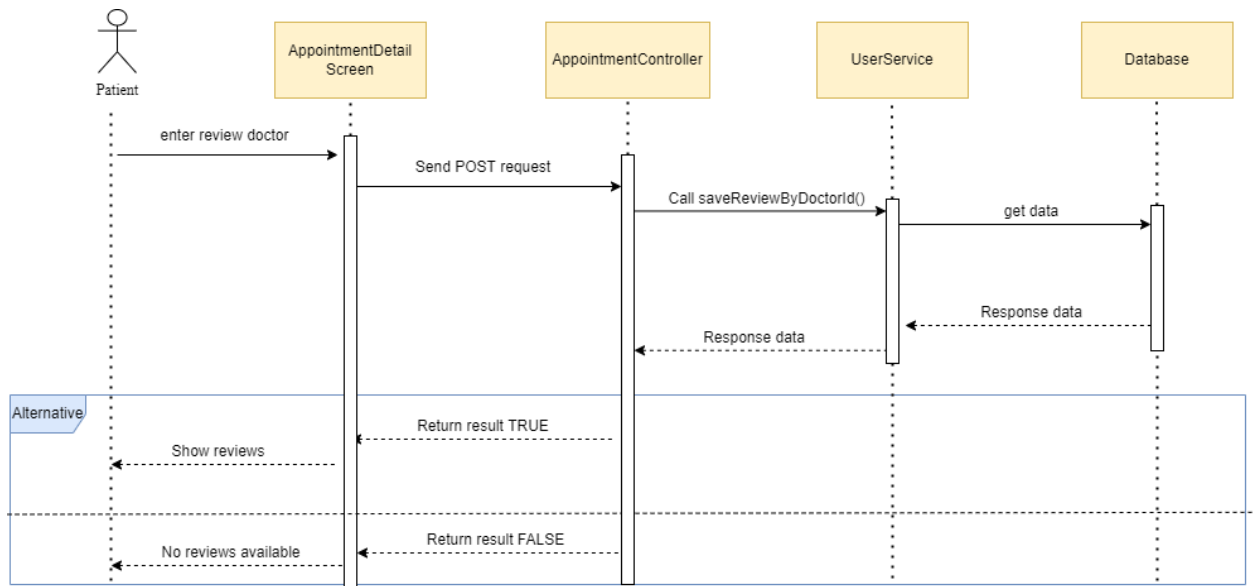 AppointmentDetail
Screen
AppointmentController
UserService
Database
Patient
enter review doctor
Send POST request
Call saveReviewByDoctorId()
get data
Response data
Response data
Alternative
Return result TRUE
Show reviews
Return result FALSE
No reviews available